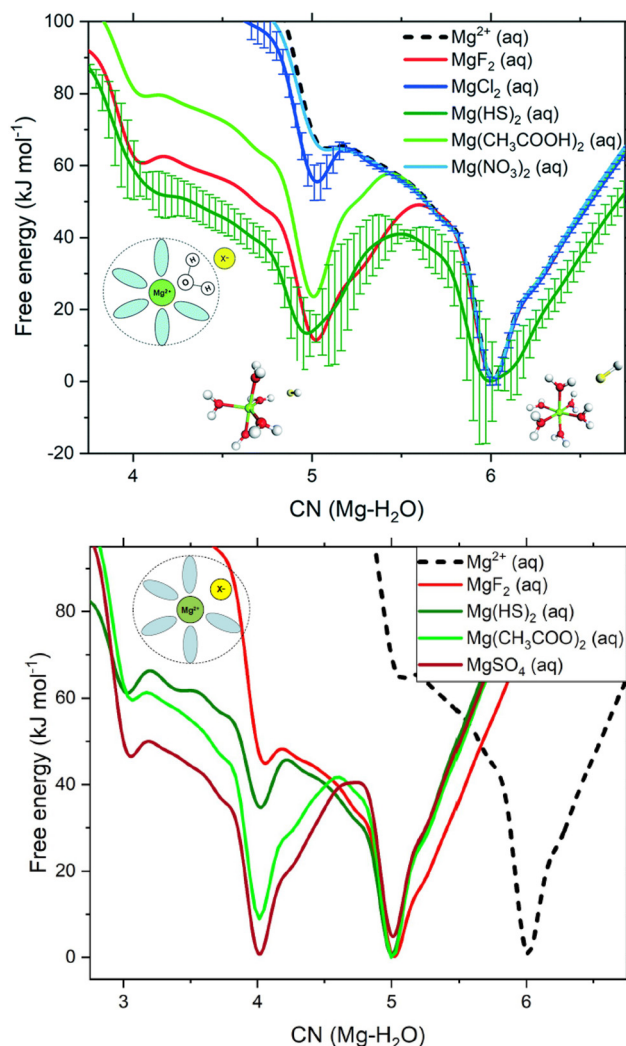 100
80
60
40
20
0
-20
Free energy (kJ mol⁻¹)
Mg²⁺ (aq)
MgF₂ (aq)
MgCl₂ (aq)
Mg(HS)₂ (aq)
Mg(CH₃COOH)₂ (aq)
Mg(NO₃)₂ (aq)
H
X⁻
O
H
Mg²⁺
4 5 6
CN (Mg-H₂O)
80
60
40
20
0
Free energy (kJ mol⁻¹)
X⁻
Mg²⁺
Mg²⁺ (aq)
MgF₂ (aq)
Mg(HS)₂ (aq)
Mg(CH₃COO)₂ (aq)
MgSO₄ (aq)
3 4 5 6
CN (Mg-H₂O)